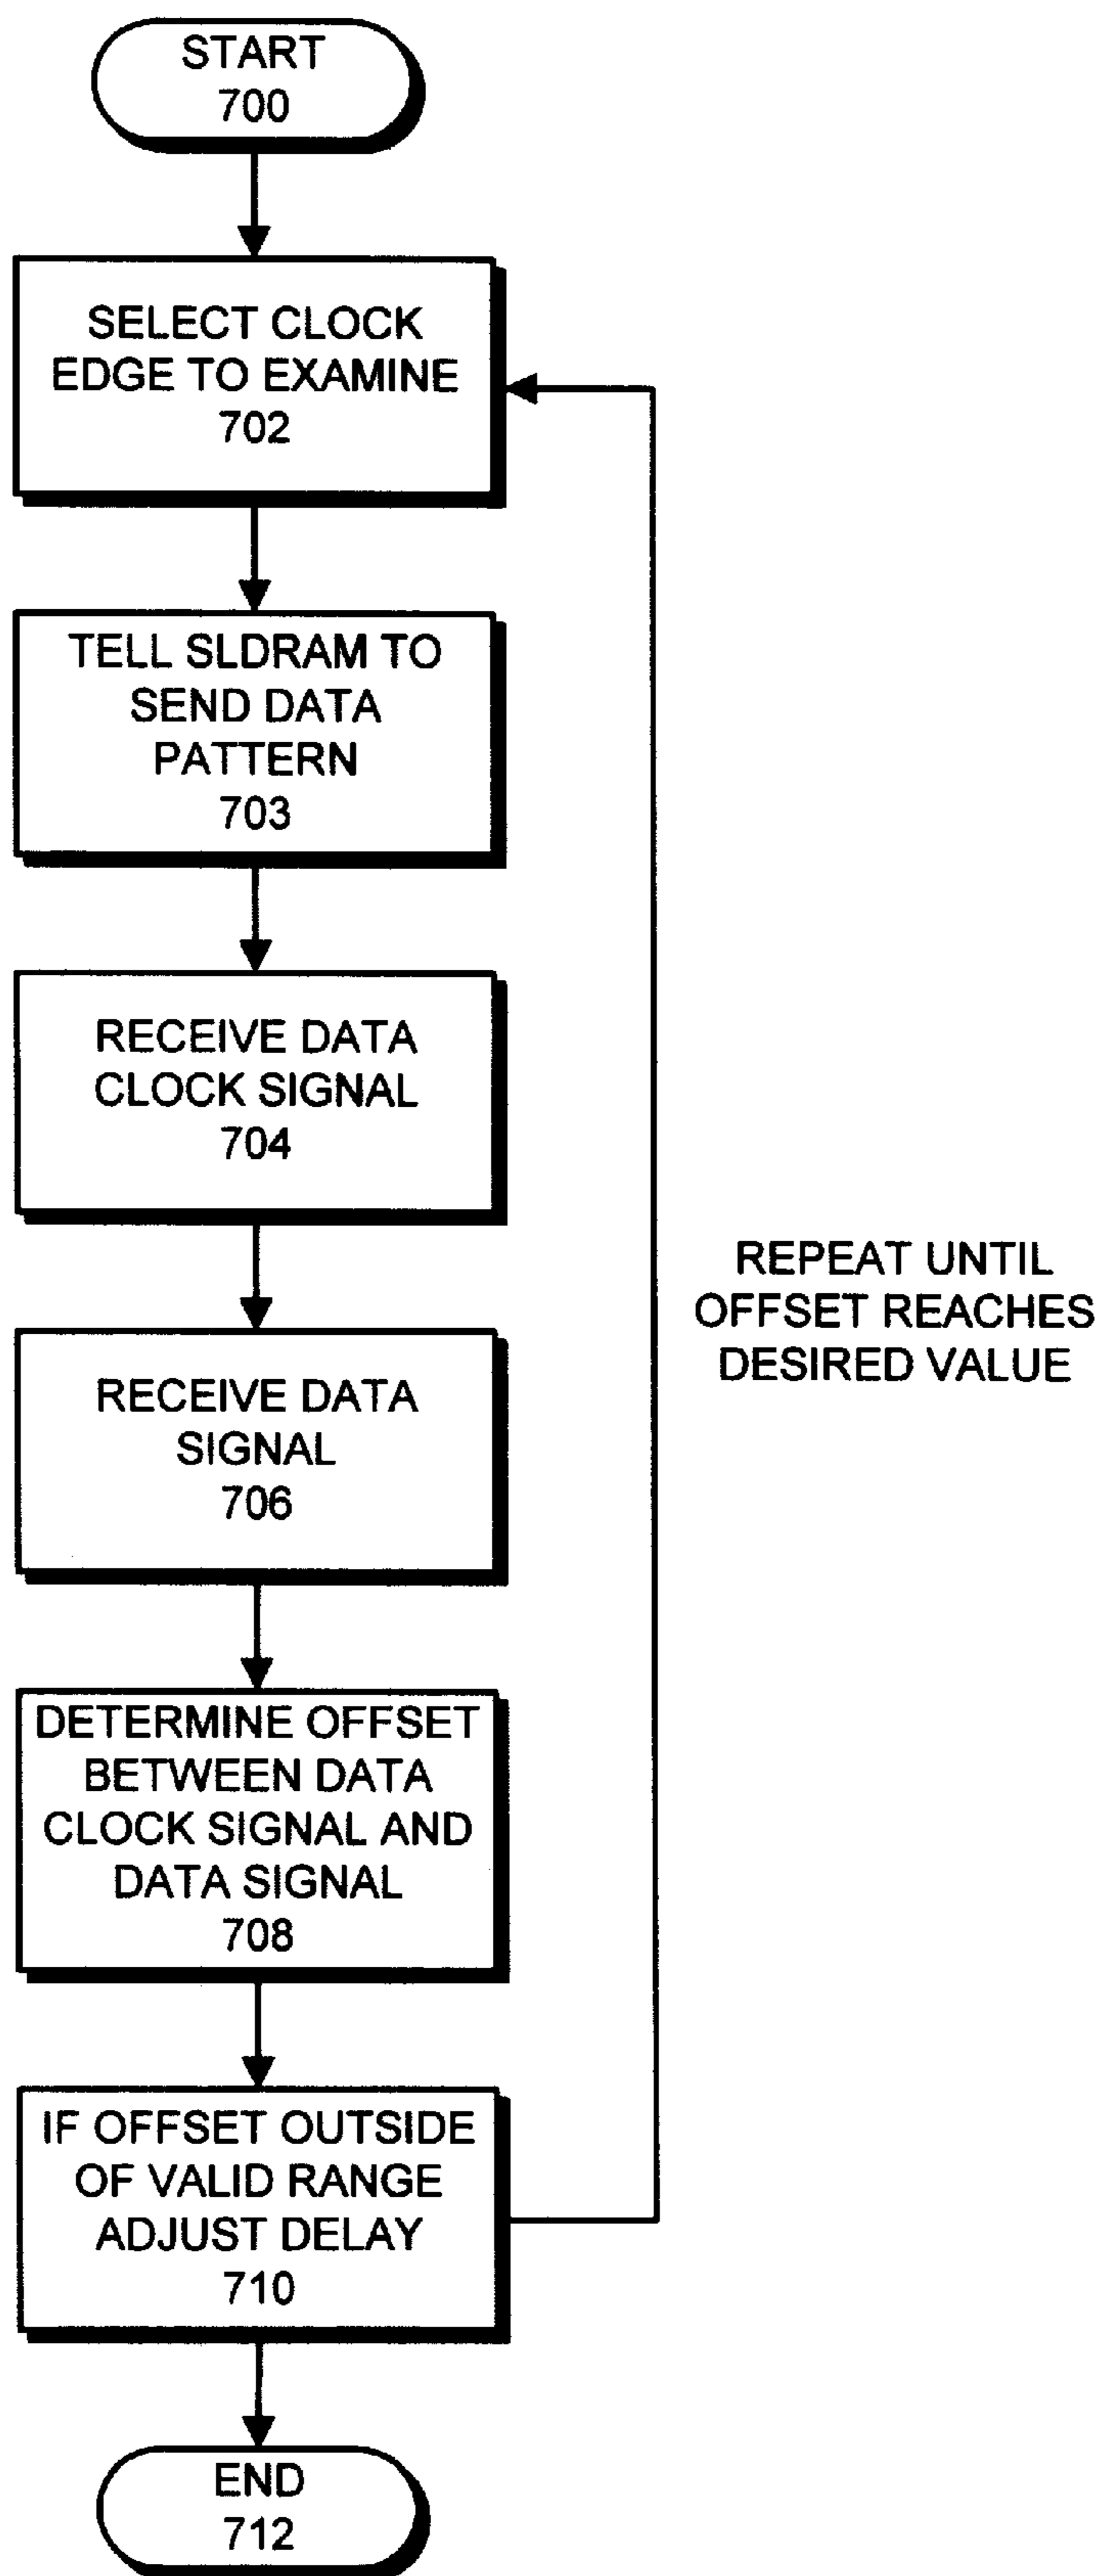 START
700
SELECT CLOCK
EDGE TO EXAMINE
702
TELL SLDRAM TO
SEND DATA
PATTERN
703
RECEIVE DATA
CLOCK SIGNAL
704
REPEAT UNTIL
OFFSET REACHES
DESIRED VALUE
RECEIVE DATA
SIGNAL
706
DETERMINE OFFSET
BETWEEN DATA
CLOCK SIGNAL AND
DATA SIGNAL
708
IF OFFSET OUTSIDE
OF VALID RANGE
ADJUST DELAY
710
END
712